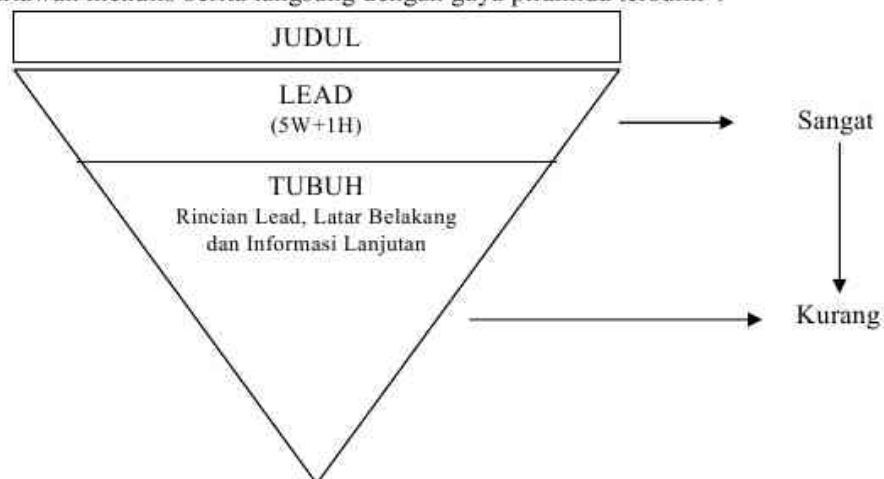 JUDUL
LEAD
(5W+1H)
Sangat
TUBUH
Rincian Lead, Latar Belakang
dan Informasi Lanjutan
Kurang